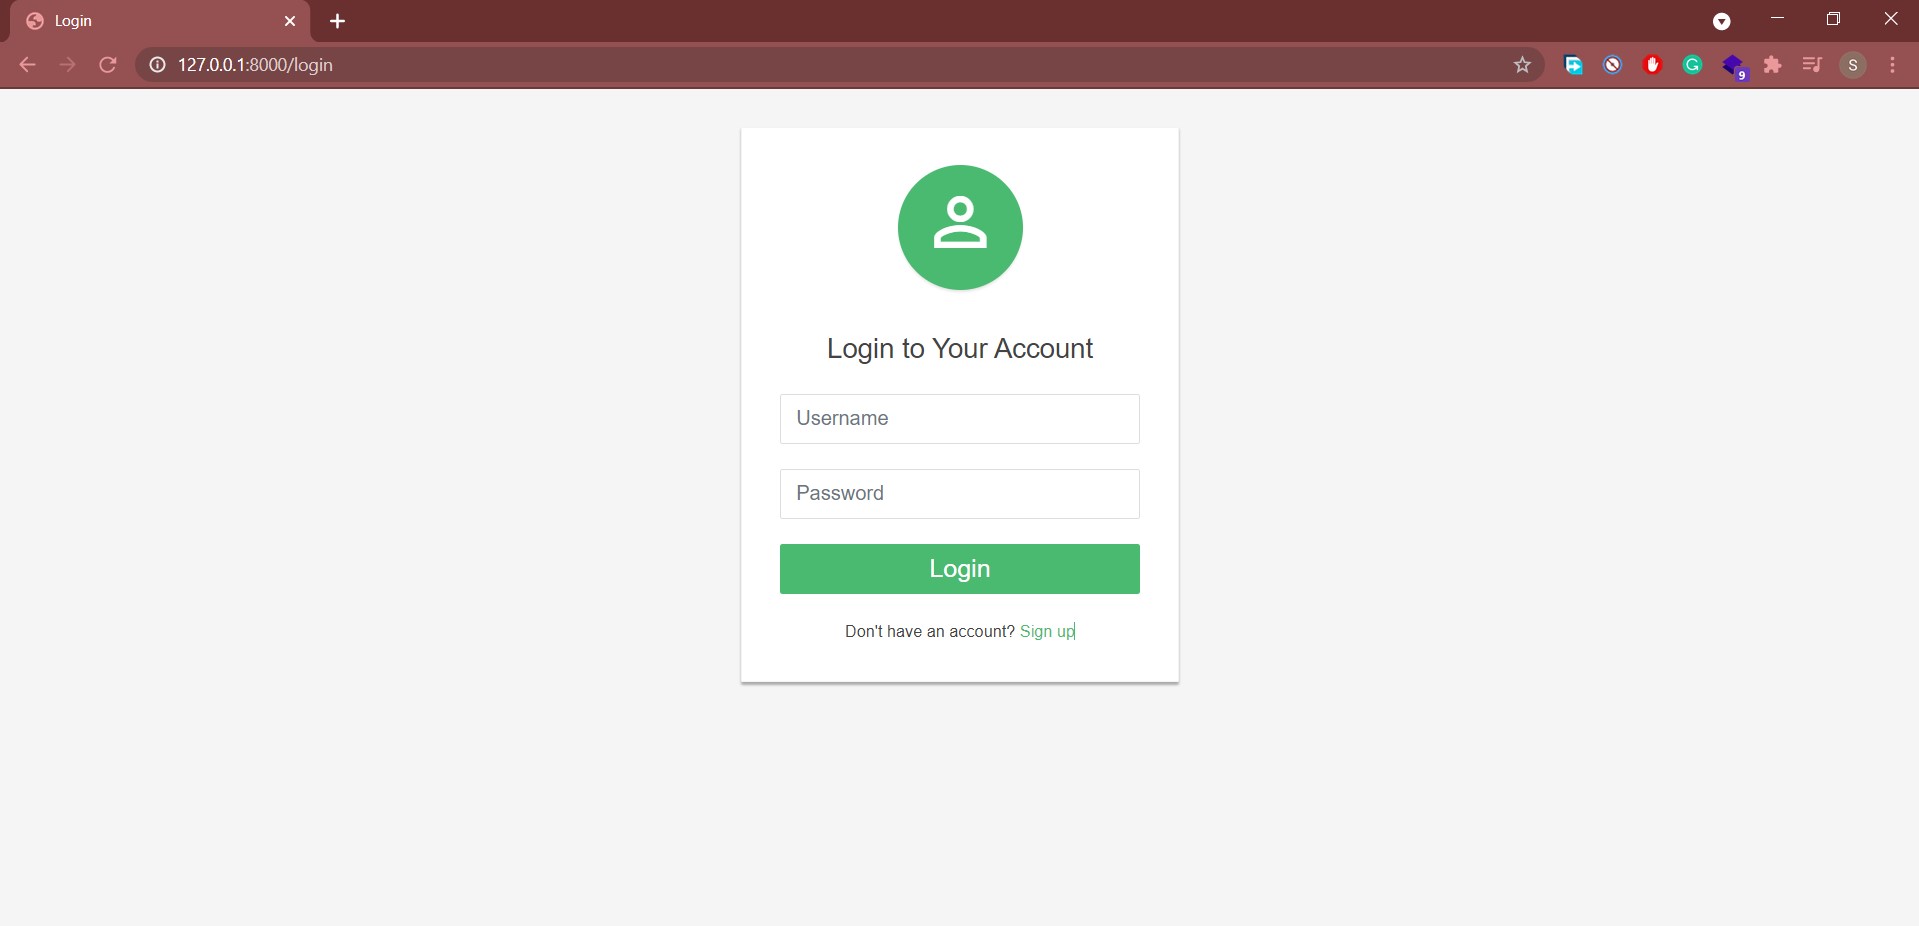 Login
127.0.0.1:8000/login
9
S
Login to Your Account
Username
Password
Login
Don't have an account? Sign up